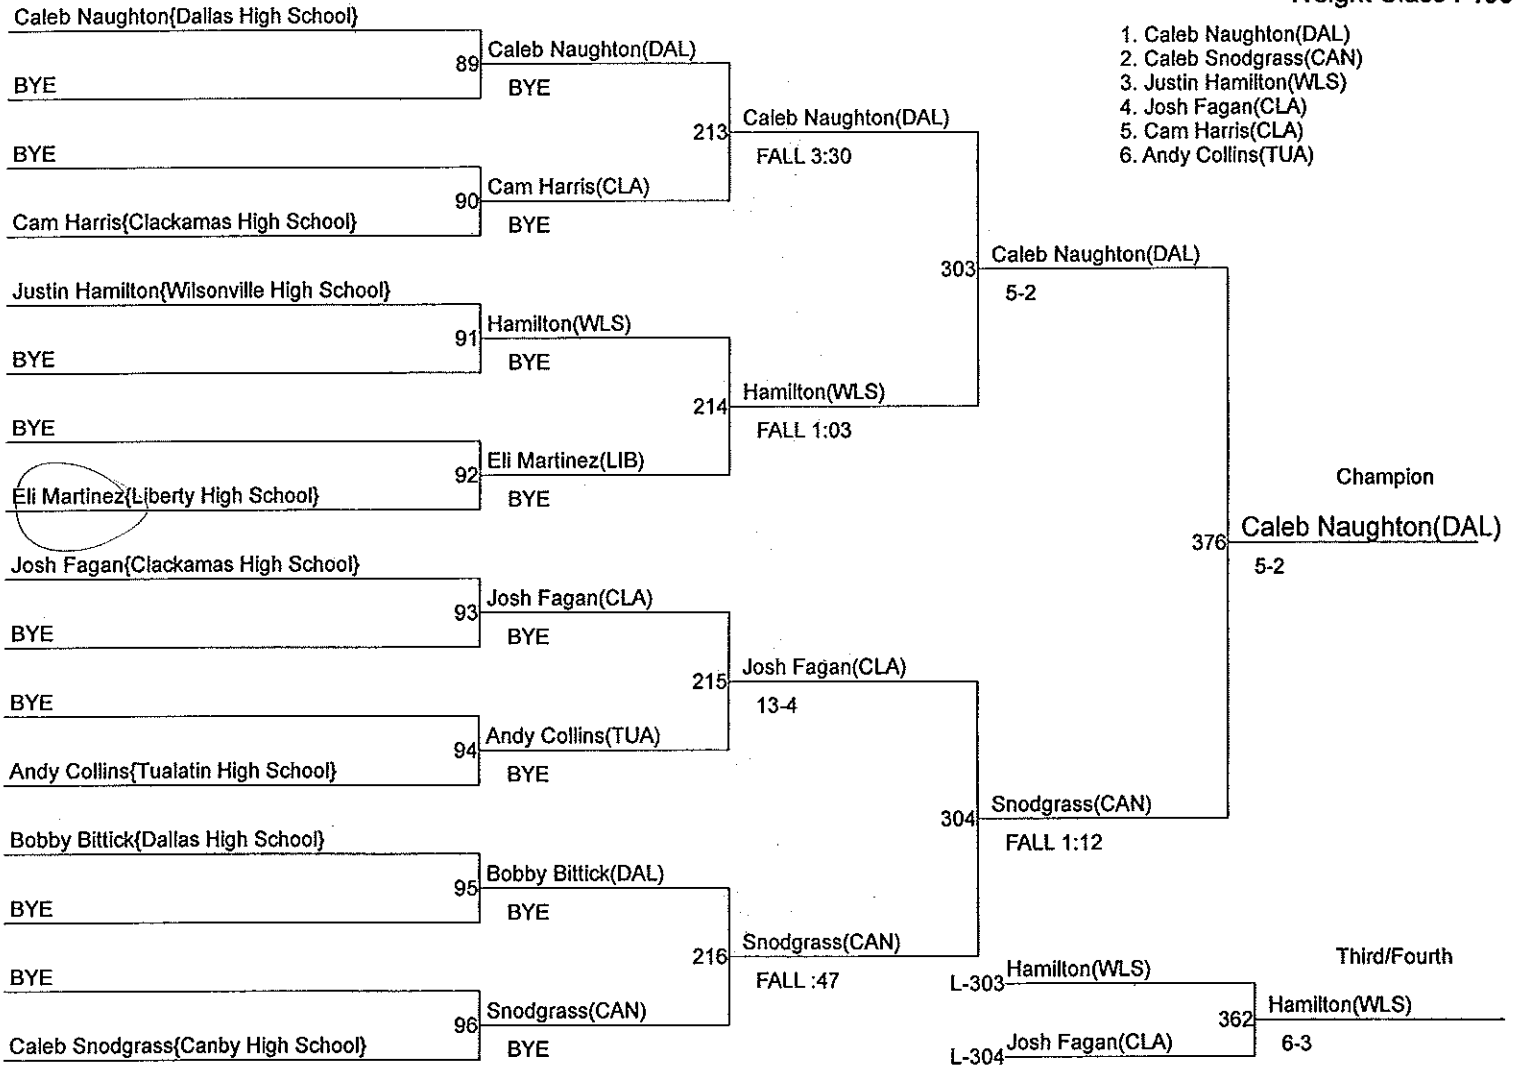 Caleb Naughton{Dallas High School}
89
BYE
Caleb Naughton(DAL)
BYE
BYE
90
Cam Harris{Clackamas High School}
Cam Harris(CLA)
BYE
213
Caleb Naughton(DAL)
FALL 3:30
Justin Hamilton{Wilsonville High School}
91
BYE
Hamilton(WLS)
BYE
BYE
92
Eli Martinez{Liberty High School}
Eli Martinez(LIB)
BYE
214
Hamilton(WLS)
FALL 1:03
303
Caleb Naughton(DAL)
5-2
Josh Fagan{Clackamas High School}
93
BYE
Josh Fagan(CLA)
BYE
BYE
94
Andy Collins{Tualatin High School}
Andy Collins(TUA)
BYE
215
Josh Fagan(CLA)
13-4
Bobby Bittick{Dallas High School}
95
BYE
Bobby Bittick(DAL)
BYE
BYE
96
Caleb Snodgrass{Canby High School}
Snodgrass(CAN)
BYE
216
Snodgrass(CAN)
FALL :47
304
Snodgrass(CAN)
FALL 1:12
Champion
376
Caleb Naughton(DAL)
5-2
1. Caleb Naughton(DAL)
2. Caleb Snodgrass(CAN)
3. Justin Hamilton(WLS)
4. Josh Fagan(CLA)
5. Cam Harris(CLA)
6. Andy Collins(TUA)
Third/Fourth
L-303 Hamilton(WLS)
L-304 Josh Fagan(CLA)
362
Hamilton(WLS)
6-3